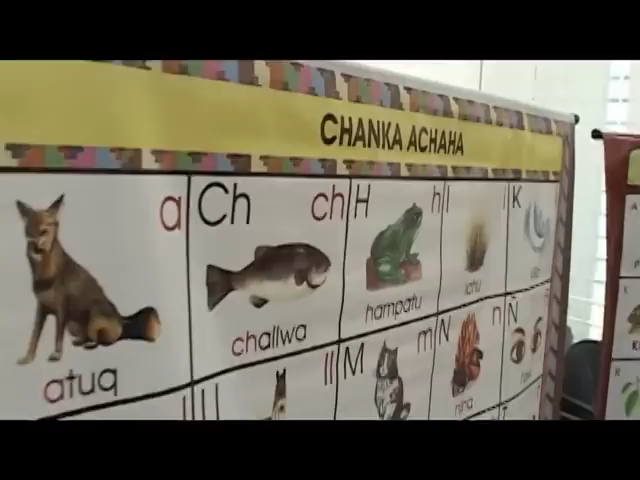 CHANKA ACHAHA
a Ch ch H h I i K
atuq challwa hampatu ichu
ll M m N n Ñ
nina